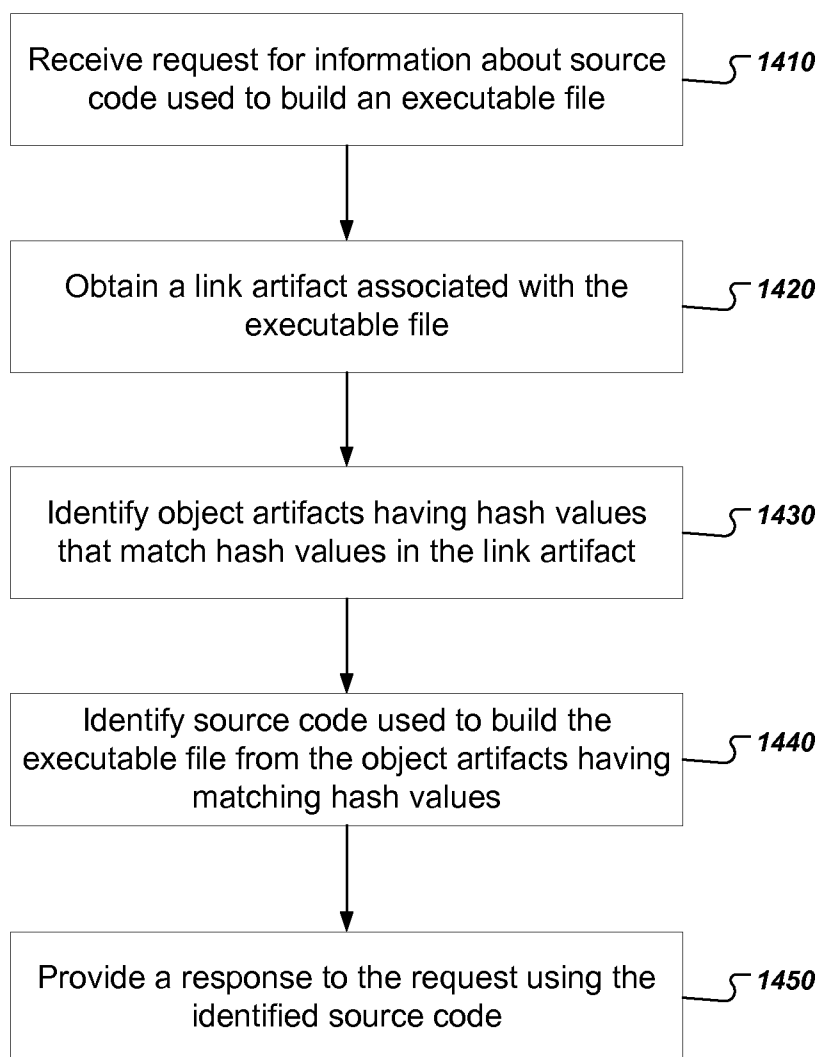 Receive request for information about source
code used to build an executable file
1410
Obtain a link artifact associated with the
executable file
1420
Identify object artifacts having hash values
that match hash values in the link artifact
1430
Identify source code used to build the
executable file from the object artifacts having
matching hash values
1440
Provide a response to the request using the
identified source code
1450